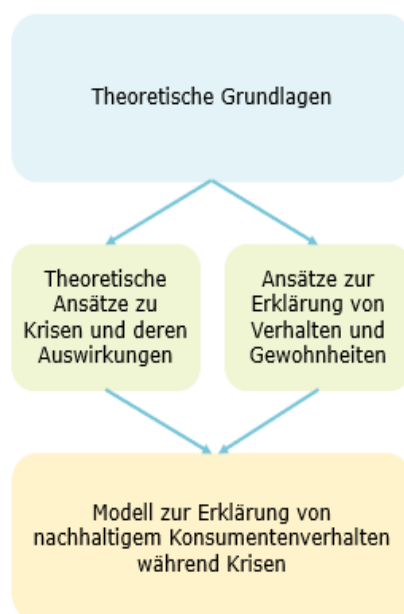 Theoretische Grundlagen
Theoretische
Ansätze zu
Krisen und deren
Auswirkungen
Ansätze zur
Erklärung von
Verhalten und
Gewohnheiten
Modell zur Erklärung von
nachhaltigem Konsumentenverhalten
während Krisen